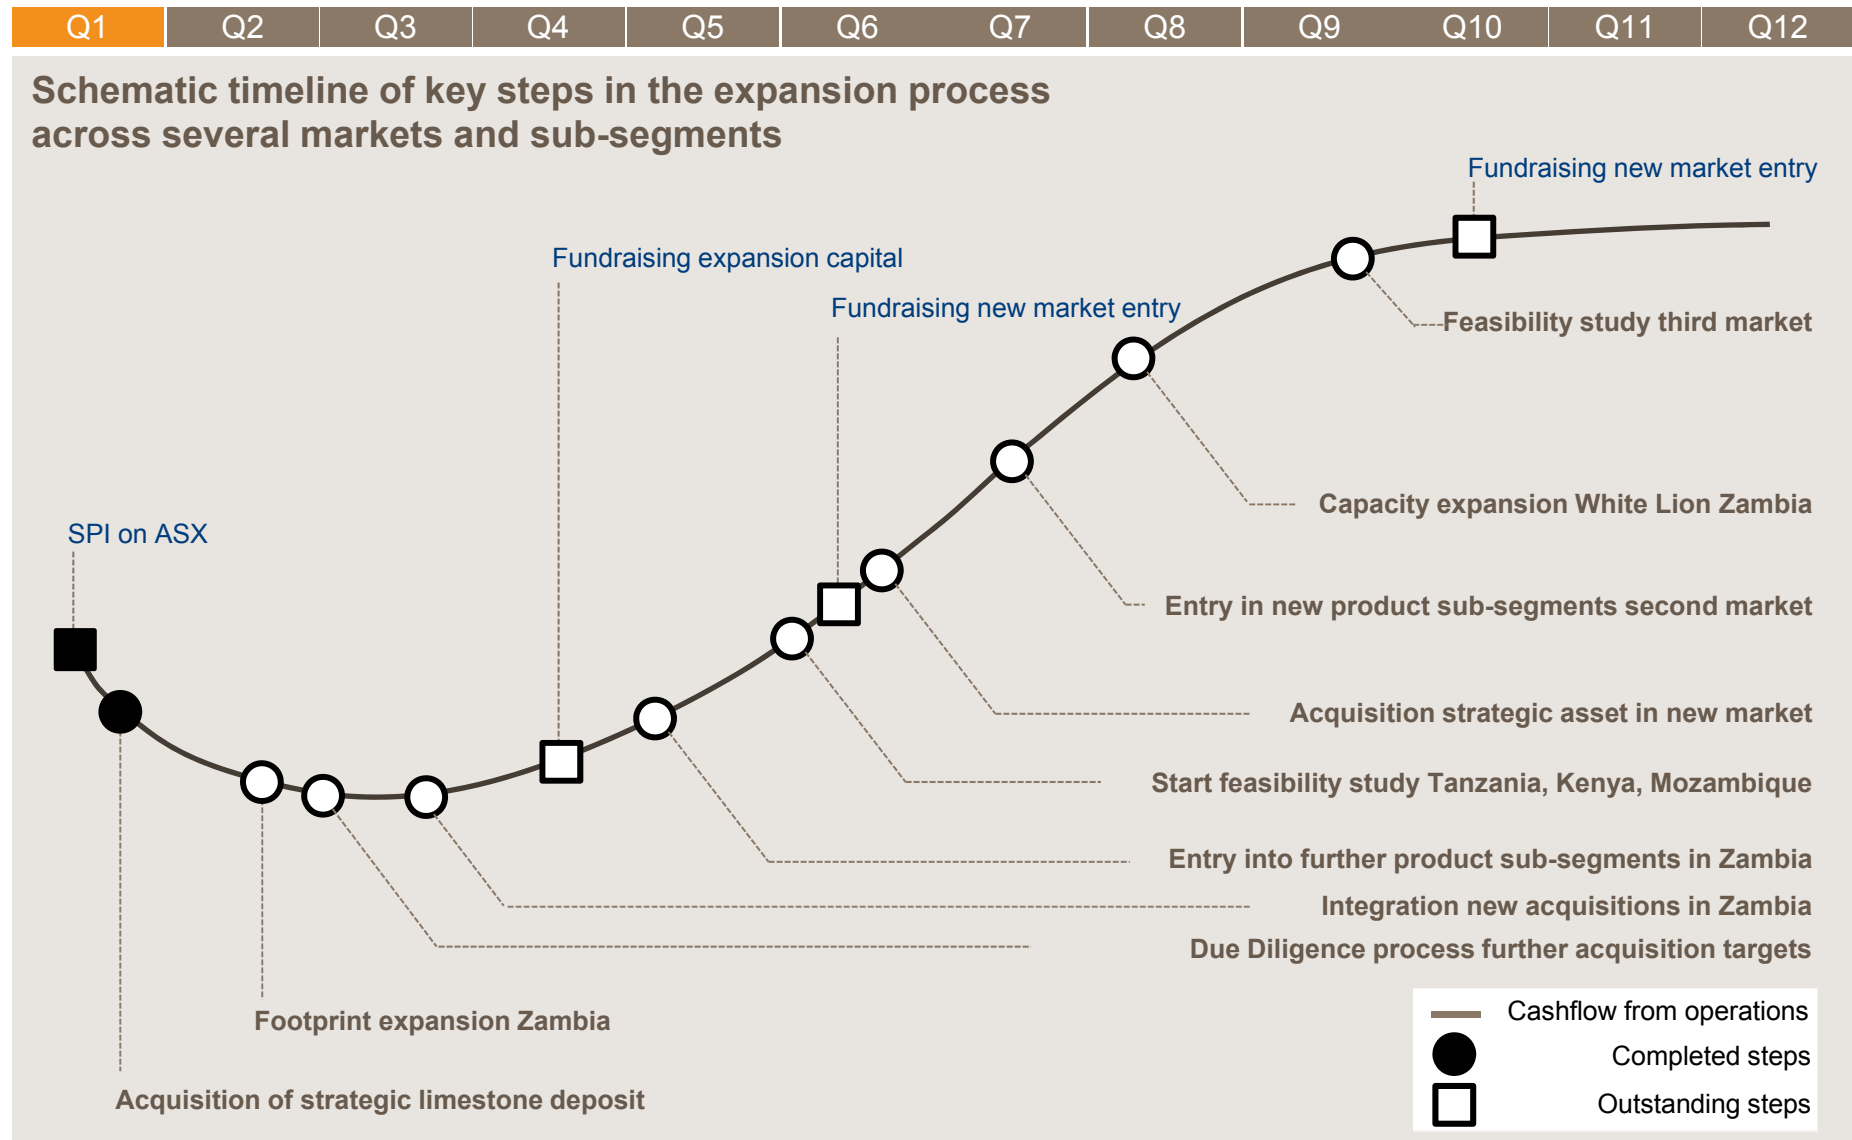 Q1 Q2 Q3 Q4 Q5 Q6 Q7 Q8 Q9 Q10 Q11 Q12
Schematic timeline of key steps in the expansion process
across several markets and sub-segments
Fundraising new market entry
Fundraising expansion capital
Fundraising new market entry
Feasibility study third market
Capacity expansion White Lion Zambia
SPI on ASX
Entry in new product sub-segments second market
Acquisition strategic asset in new market
Start feasibility study Tanzania, Kenya, Mozambique
Entry into further product sub-segments in Zambia
Integration new acquisitions in Zambia
Due Diligence process further acquisition targets
Footprint expansion Zambia
Acquisition of strategic limestone deposit
Cashflow from operations
Completed steps
Outstanding steps